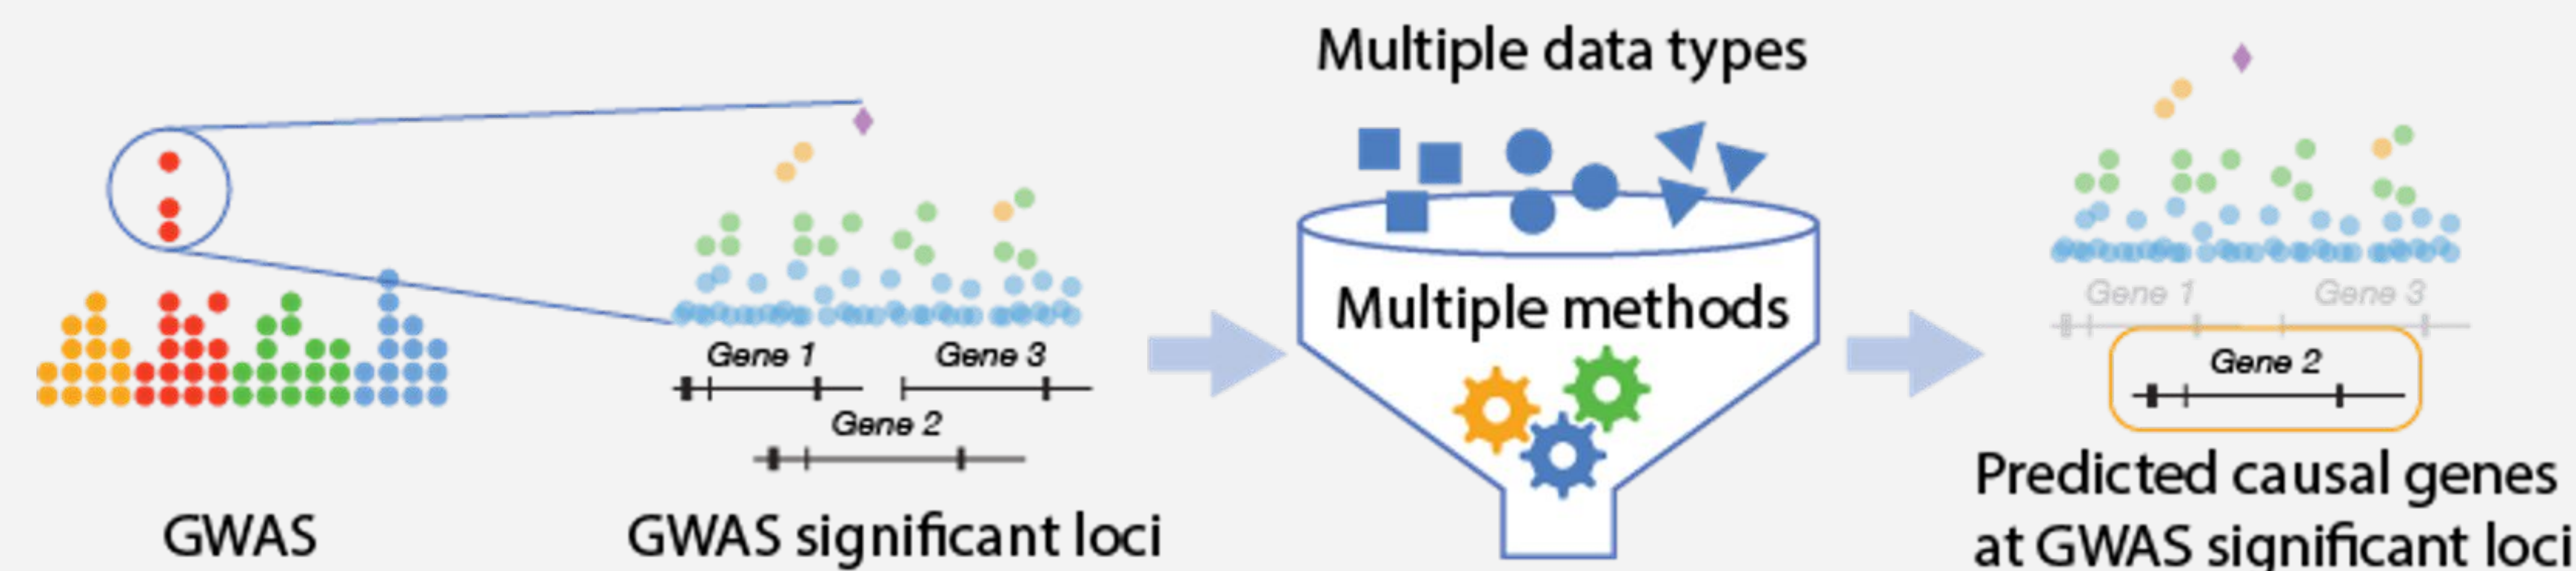 GWAS
Gene 1
Gene 3
Gene 2
GWAS significant loci
Multiple data types
Multiple methods
Gene 1
Gene 3
Gene 2
Predicted causal genes
at GWAS significant loci